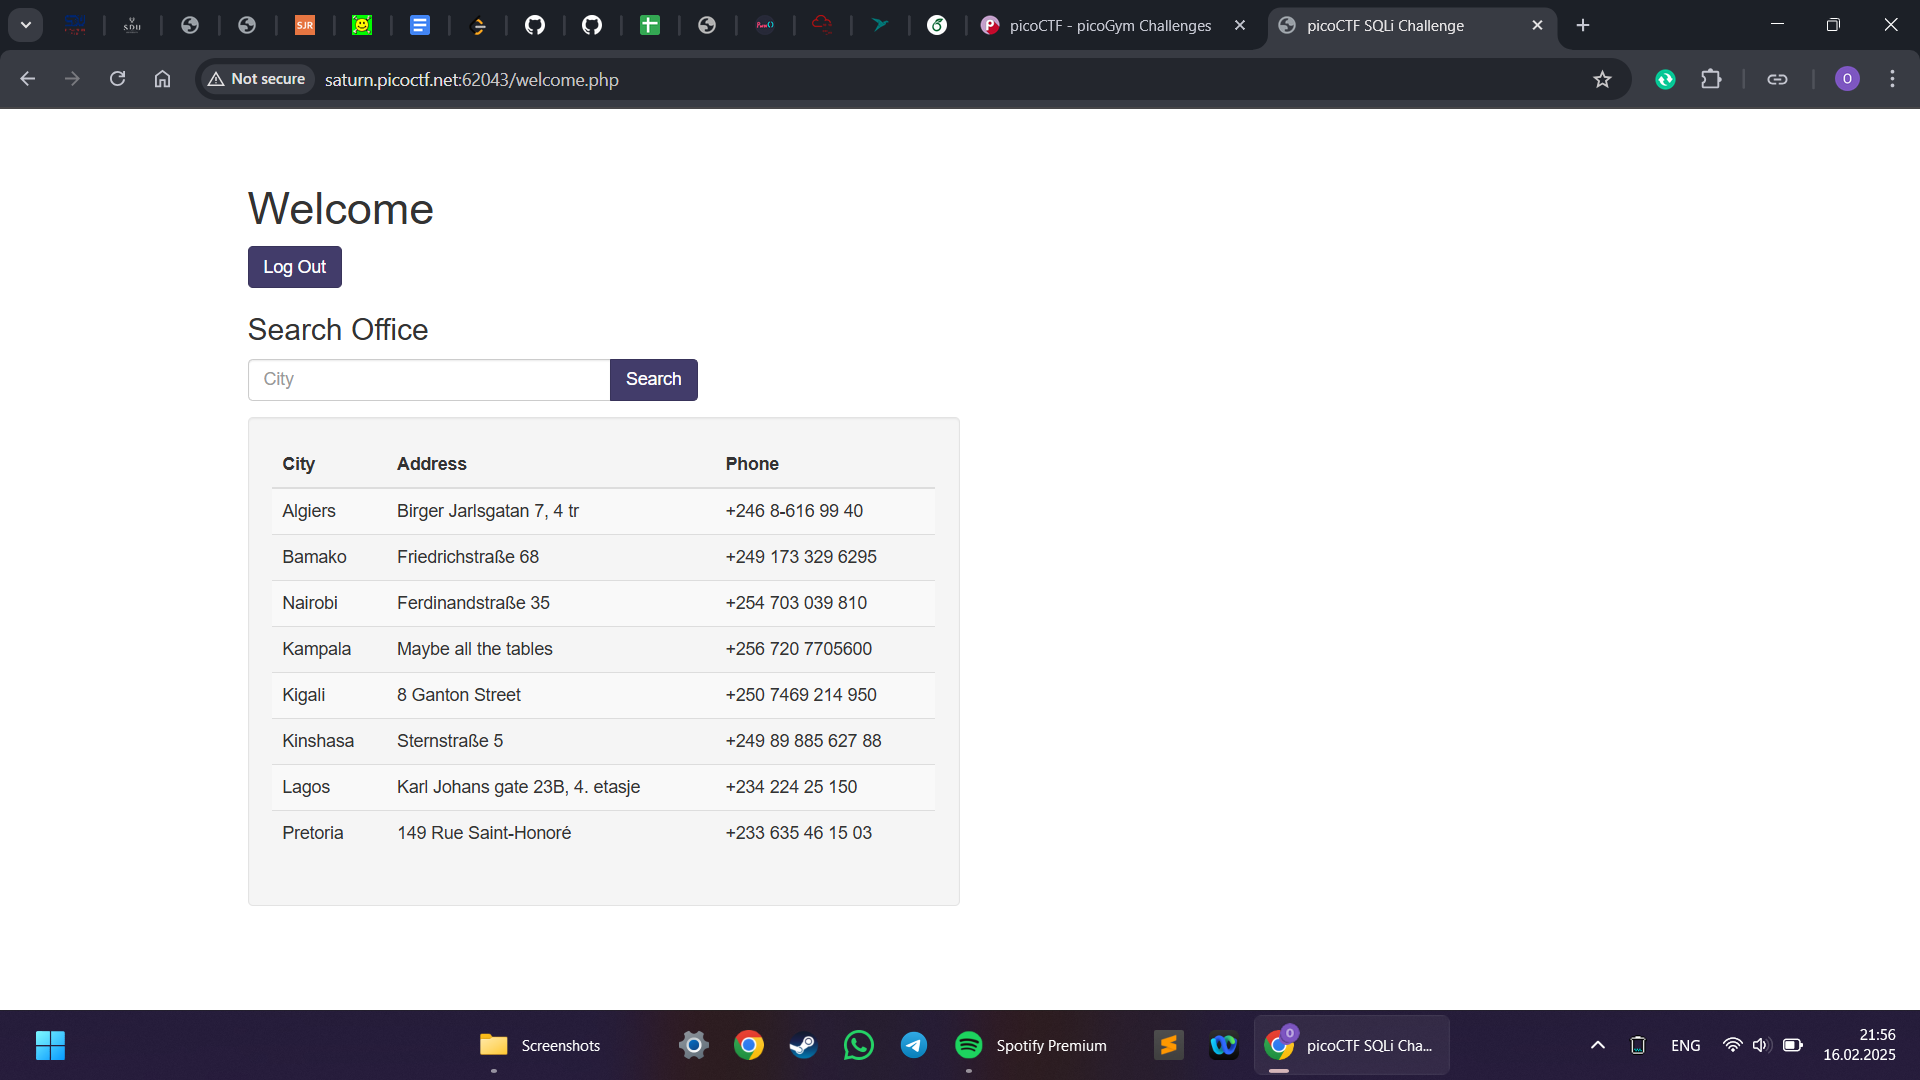 SJR
picoCTF - picoGym Challenges
picoCTF SQLi Challenge
Not secure
saturn.picoctf.net:62043/welcome.php
O
Welcome
Log Out
Search Office
City
Search
City Address Phone
Algiers Birger Jarlsgatan 7, 4 tr +246 8-616 99 40
Bamako Friedrichstraße 68 +249 173 329 6295
Nairobi Ferdinandstraße 35 +254 703 039 810
Kampala Maybe all the tables +256 720 7705600
Kigali 8 Ganton Street +250 7469 214 950
Kinshasa Sternstraße 5 +249 89 885 627 88
Lagos Karl Johans gate 23B, 4. etasje +234 224 25 150
Pretoria 149 Rue Saint-Honoré +233 635 46 15 03
Screenshots
Spotify Premium
picoCTF SQLi Cha...
ENG
21:56
16.02.2025